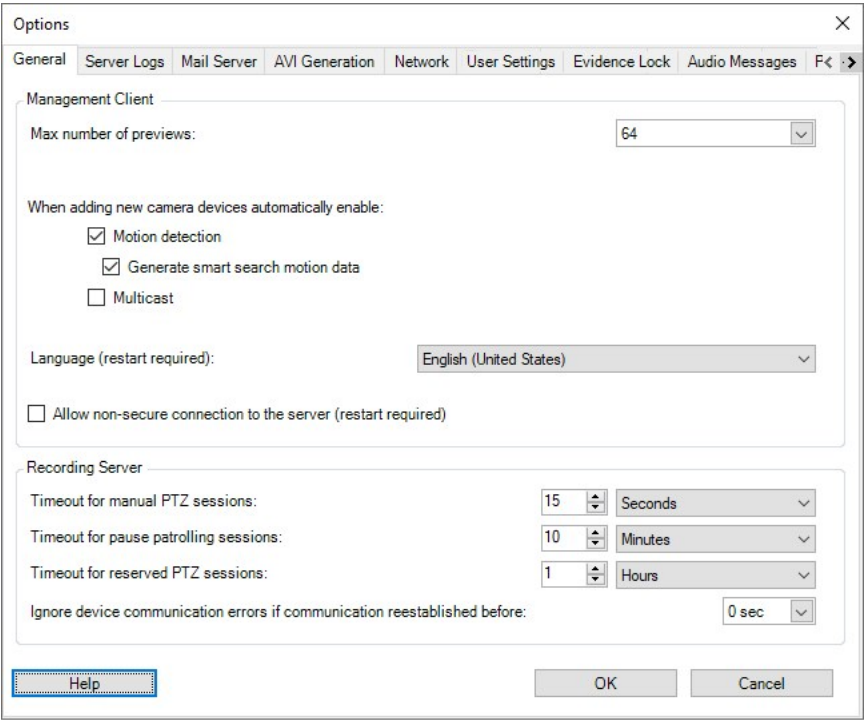 Options
General Server Logs Mail Server AVI Generation Network User Settings Evidence Lock Audio Messages
Management Client
Max number of previews: 64
When adding new camera devices automatically enable:
Motion detection
Generate smart search motion data
Multicast
Language (restart required): English (United States)
Allow non-secure connection to the server (restart required)
Recording Server
Timeout for manual PTZ sessions: 15 Seconds
Timeout for pause patrolling sessions: 10 Minutes
Timeout for reserved PTZ sessions: 1 Hours
Ignore device communication errors if communication reestablished before: 0 sec
Help OK Cancel